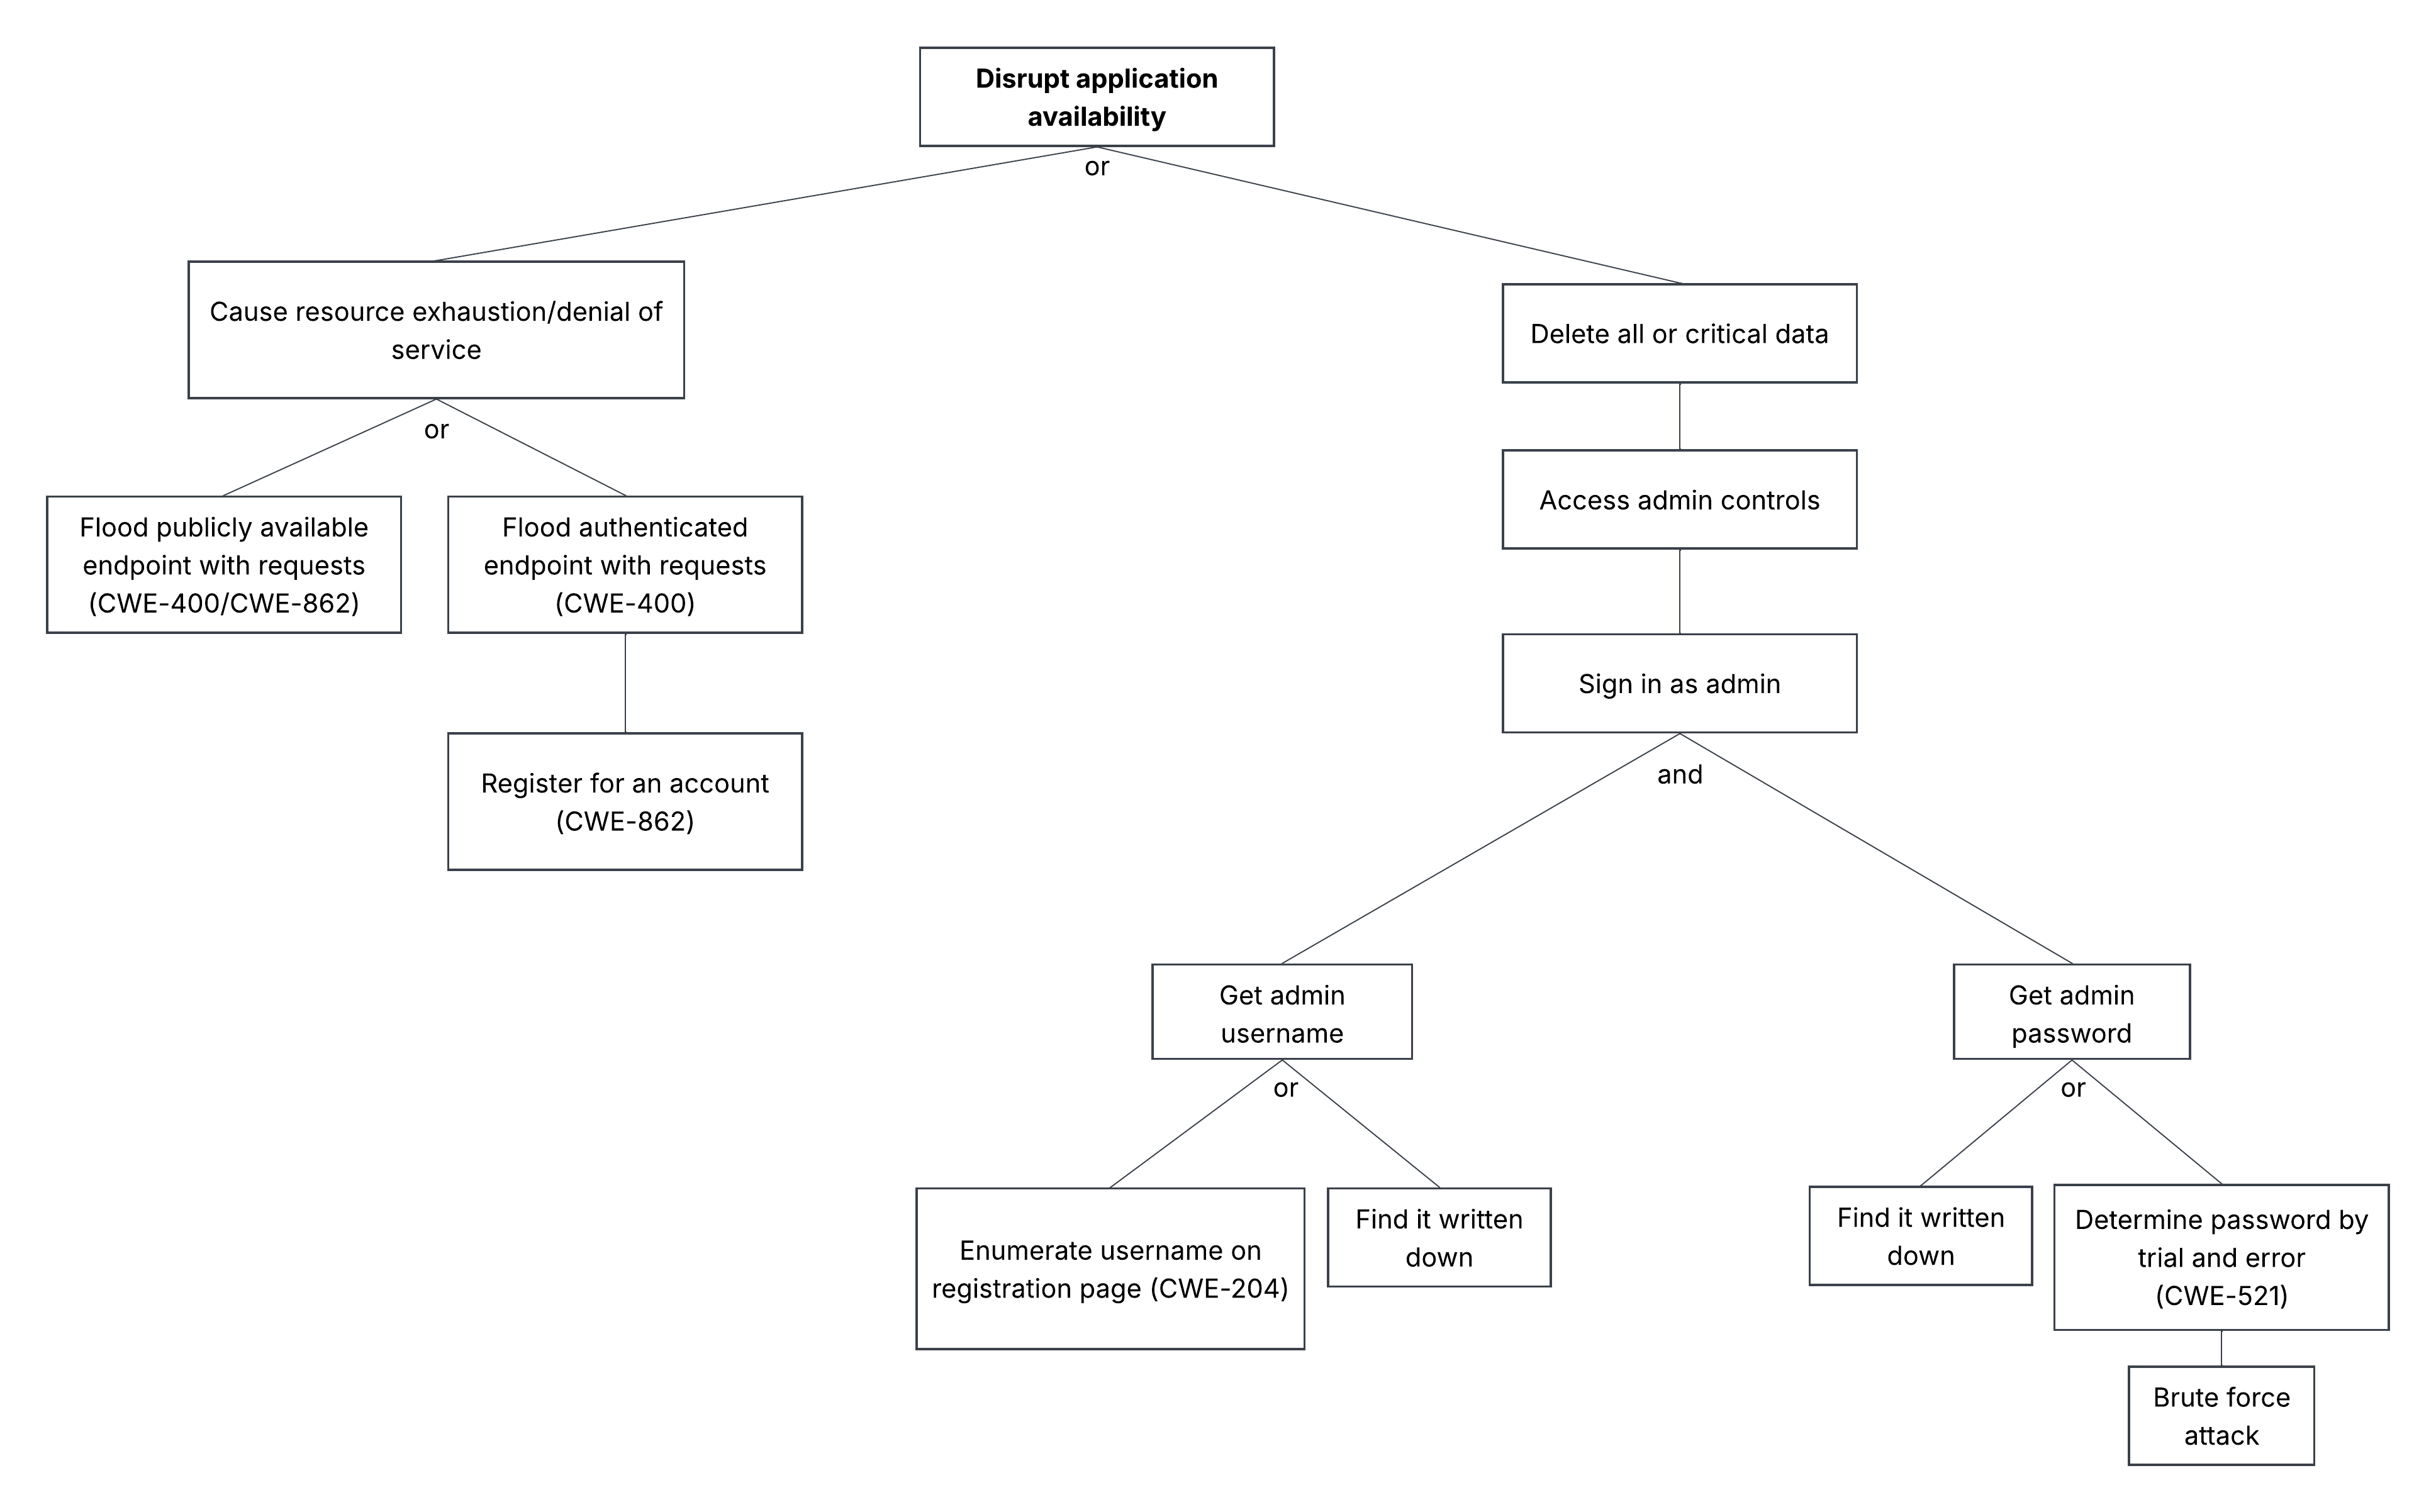 Disrupt application
availability
or
Cause resource exhaustion/denial of
service
or
Flood publicly available
endpoint with requests
(CWE-400/CWE-862)
Flood authenticated
endpoint with requests
(CWE-400)
Register for an account
(CWE-862)
Delete all or critical data
Access admin controls
Sign in as admin
and
Get admin
username
or
Enumerate username on
registration page (CWE-204)
Find it written
down
Get admin
password
or
Find it written
down
Determine password by
trial and error
(CWE-521)
Brute force
attack